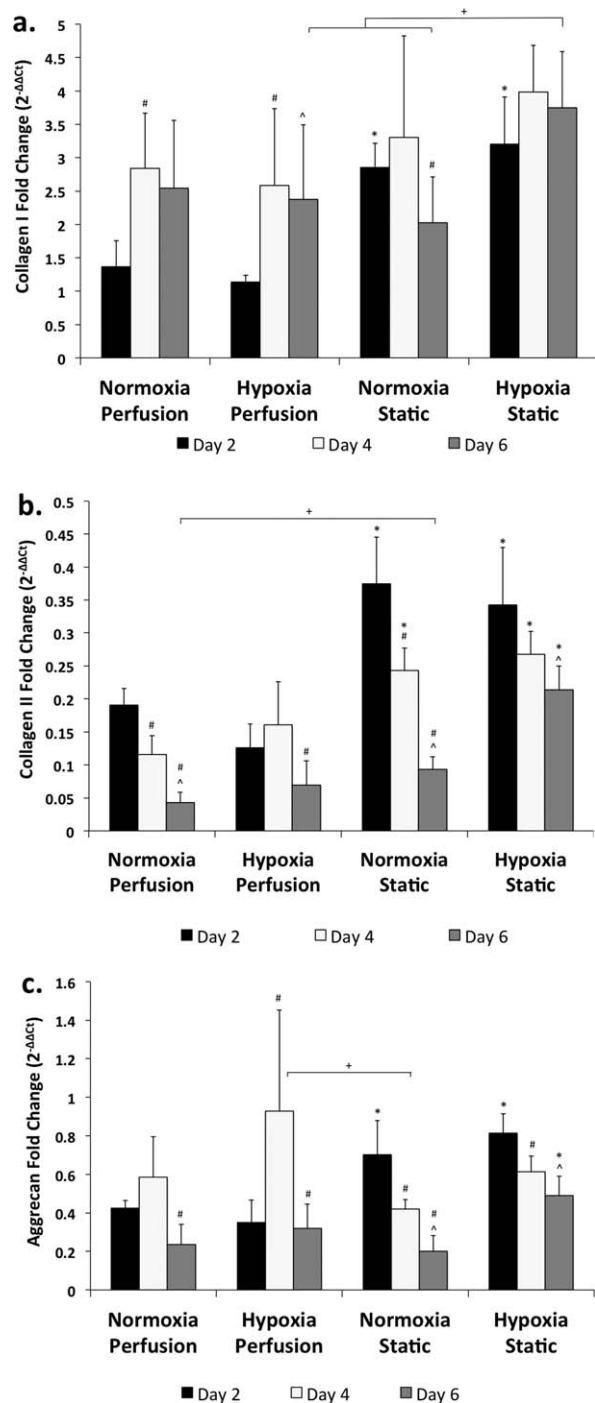 a.
+
Collagen I Fold Change (2-ΔΔCt)
5
4.5
4
3.5
3
2.5
2
1.5
1
0.5
0
# # ^ * # *
Normoxia Perfusion
Hypoxia Perfusion
Normoxia Static
Hypoxia Static
Day 2 Day 4 Day 6
b.
+
Collagen II Fold Change (2-ΔΔCt)
0.5
0.45
0.4
0.35
0.3
0.25
0.2
0.15
0.1
0.05
0
# # ^ # * * # # ^ * * * ^
Normoxia Perfusion
Hypoxia Perfusion
Normoxia Static
Hypoxia Static
Day 2 Day 4 Day 6
c.
+
Aggrecan Fold Change (2-ΔΔCt)
1.6
1.4
1.2
1
0.8
0.6
0.4
0.2
0
# # # * # # ^ * # * ^
Normoxia Perfusion
Hypoxia Perfusion
Normoxia Static
Hypoxia Static
Day 2 Day 4 Day 6